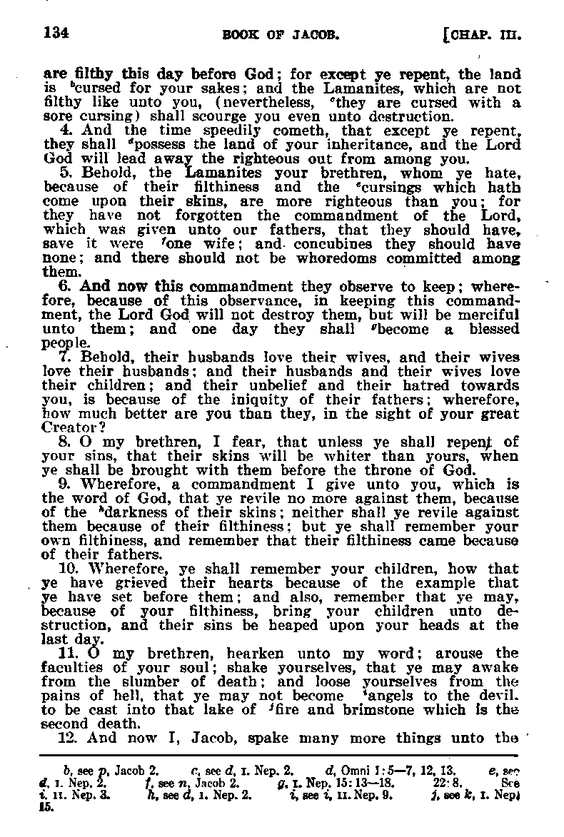 134 BOOK OF JACOB. [CHAP. III.
are filthy this day before God; for except ye repent, the land
is ᵇcursed for your sakes; and the Lamanites, which are not
filthy like unto you, (nevertheless, ᶜthey are cursed with a
sore cursing) shall scourge you even unto destruction.
4. And the time speedily cometh, that except ye repent,
they shall ᵈpossess the land of your inheritance, and the Lord
God will lead away the righteous out from among you.
5. Behold, the Lamanites your brethren, whom ye hate,
because of their filthiness and the ᵉcursings which hath
come upon their skins, are more righteous than you; for
they have not forgotten the commandment of the Lord,
which was given unto our fathers, that they should have,
save it were ᶠone wife; and concubines they should have
none; and there should not be whoredoms committed among
them.
6. And now this commandment they observe to keep; where-
fore, because of this observance, in keeping this command-
ment, the Lord God will not destroy them, but will be merciful
unto them; and one day they shall ᵍbecome a blessed
people.
7. Behold, their husbands love their wives, and their wives
love their husbands; and their husbands and their wives love
their children; and their unbelief and their hatred towards
you, is because of the iniquity of their fathers; wherefore,
how much better are you than they, in the sight of your great
Creator?
8. O my brethren, I fear, that unless ye shall repent of
your sins, that their skins will be whiter than yours, when
ye shall be brought with them before the throne of God.
9. Wherefore, a commandment I give unto you, which is
the word of God, that ye revile no more against them, because
of the ʰdarkness of their skins; neither shall ye revile against
them because of their filthiness; but ye shall remember your
own filthiness, and remember that their filthiness came because
of their fathers.
10. Wherefore, ye shall remember your children, how that
ye have grieved their hearts because of the example that
ye have set before them; and also, remember that ye may,
because of your filthiness, bring your children unto de-
struction, and their sins be heaped upon your heads at the
last day.
11. O my brethren, hearken unto my word; arouse the
faculties of your soul; shake yourselves, that ye may awake
from the slumber of death; and loose yourselves from the
pains of hell, that ye may not become ⁱangels to the devil.
to be cast into that lake of ʲfire and brimstone which is the
second death.
12. And now I, Jacob, spake many more things unto the
b, see p, Jacob 2. c, see d, I. Nep. 2. d, Omni 1:5—7, 12, 13. e, see
d, I. Nep. 2. f, see n, Jacob 2. g, I. Nep. 15:13—18. 22:8. See
i, II. Nep. 3. h, see d, I. Nep. 2. i, see i, II. Nep. 9. j, see k, I. Nep.
15.